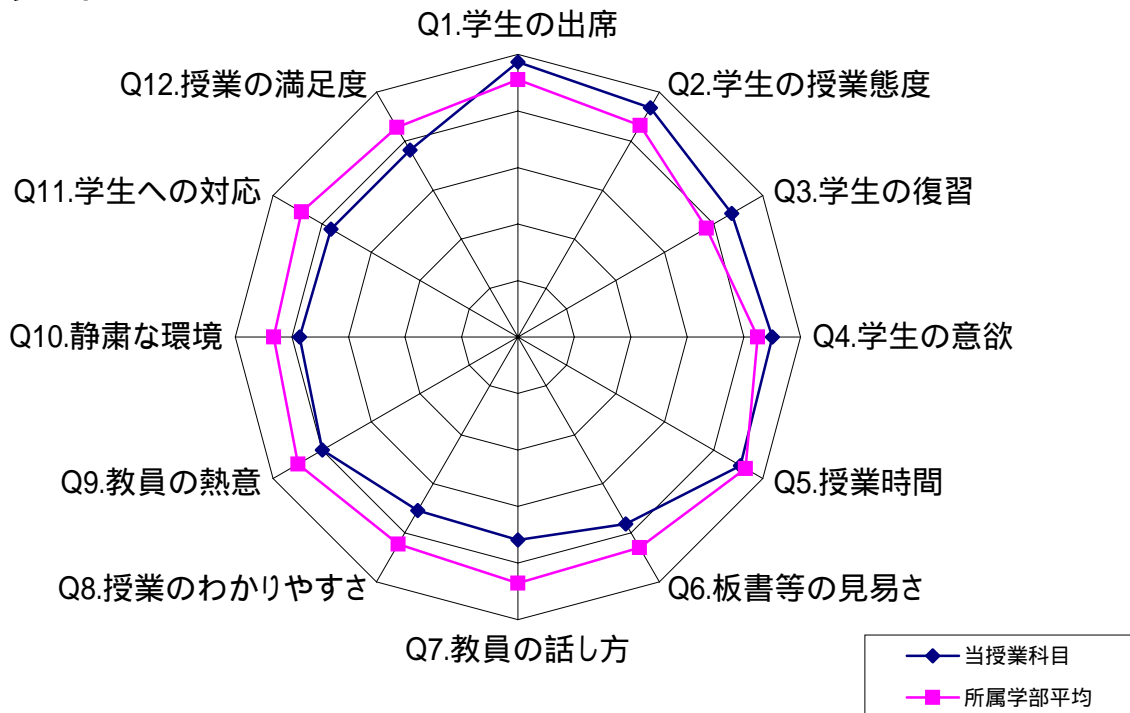 Q1.学生の出席
Q2.学生の授業態度
Q3.学生の復習
Q4.学生の意欲
Q5.授業時間
Q6.板書等の見易さ
Q7.教員の話し方
Q8.授業のわかりやすさ
Q9.教員の熱意
Q10.静粛な環境
Q11.学生への対応
Q12.授業の満足度
当授業科目
所属学部平均